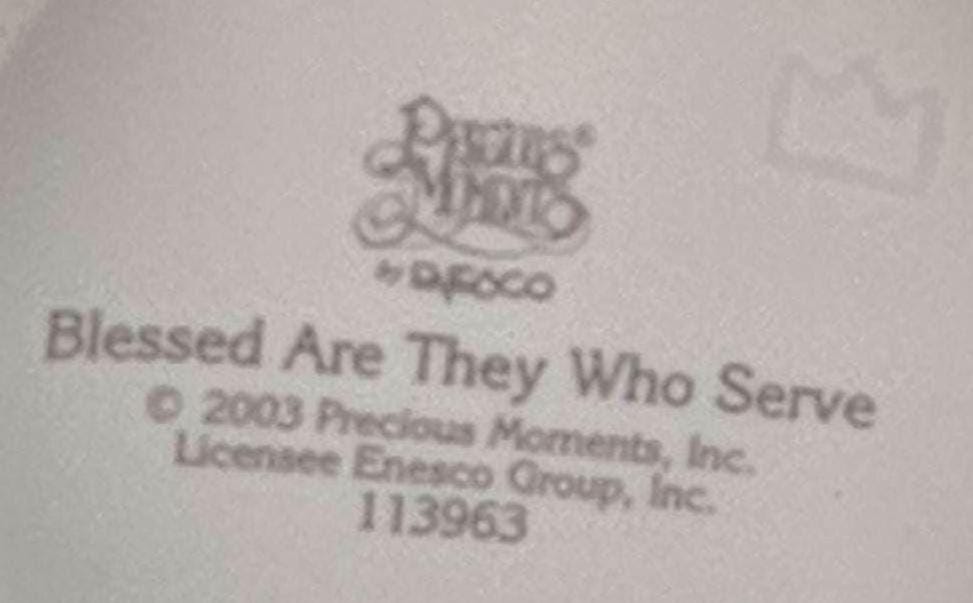 Precious
Moments
by Enesco
Blessed Are They Who Serve
© 2003 Precious Moments, Inc.
Licensee Enesco Group, Inc.
113963